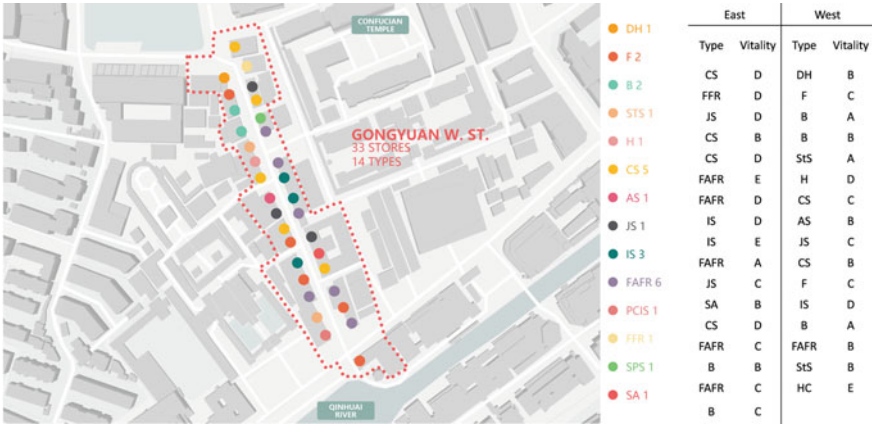 CONFUCIAN
TEMPLE
GONGYUAN W. ST.
33 STORES
14 TYPES
QINHUAI
RIVER
DH 1
F 2
B 2
STS 1
H 1
CS 5
AS 1
JS 1
IS 3
FAFR 6
PCIS 1
FFR 1
SPS 1
SA 1
East West
Type Vitality Type Vitality
CS D DH B
FFR D F C
JS D B A
CS B B B
CS D StS A
FAFR E H D
FAFR D CS C
IS D AS B
IS E JS C
FAFR A CS B
JS C F C
SA B IS D
CS D B A
FAFR C FAFR B
B B StS B
FAFR C HC E
B C